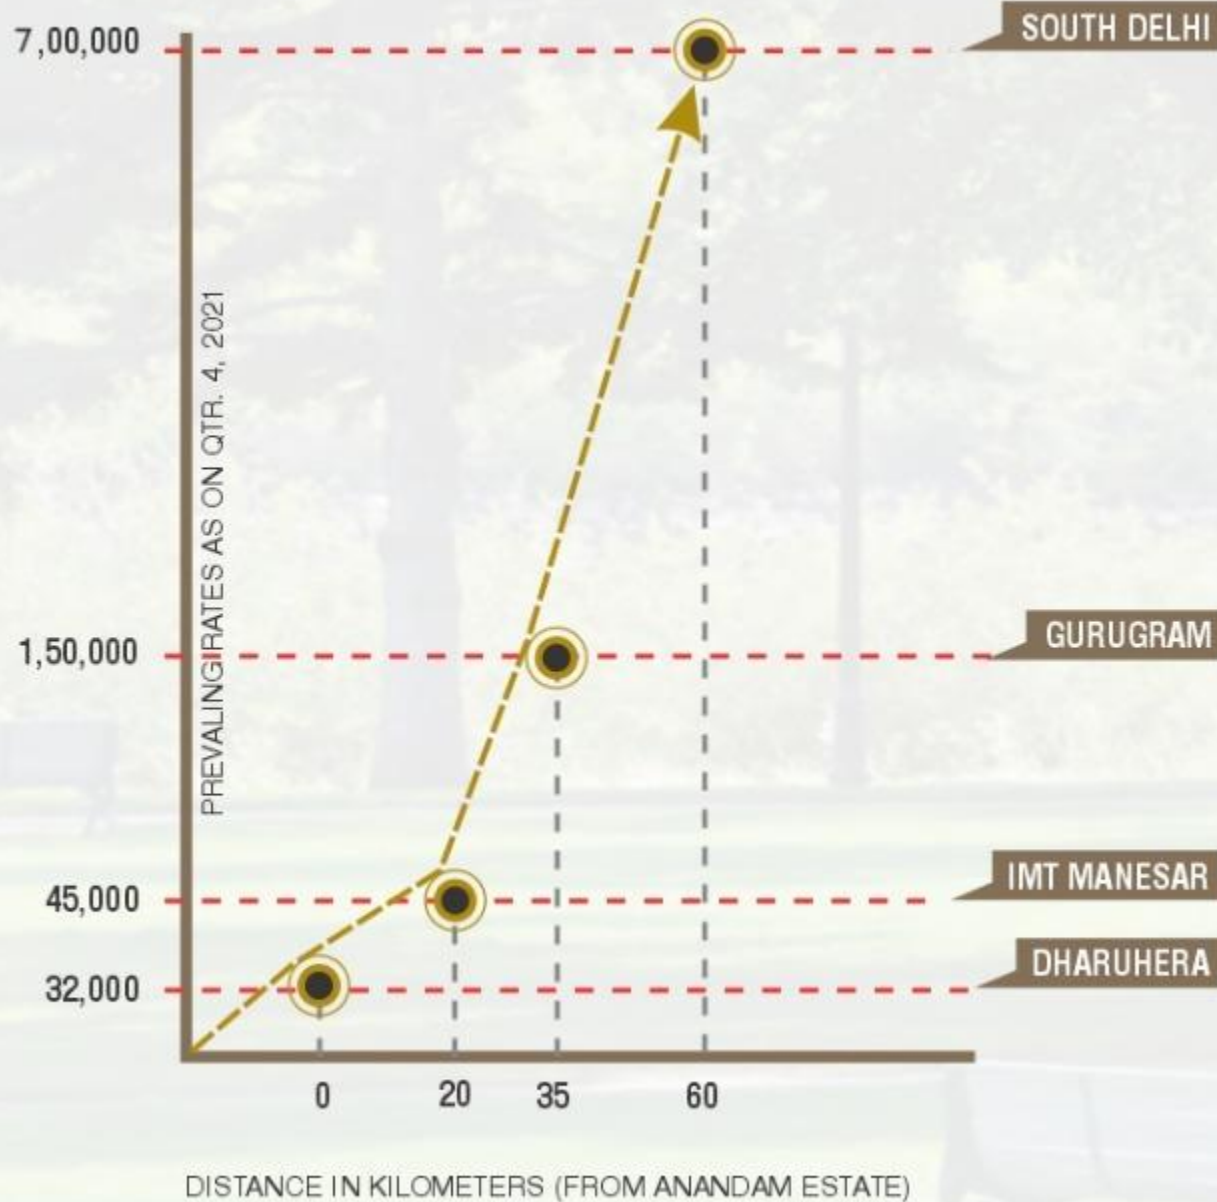 7,00,000
SOUTH DELHI
PREVALINGIRATES AS ON QTR. 4, 2021
1,50,000
GURUGRAM
45,000
IMT MANESAR
32,000
DHARUHERA
0 20 35 60
DISTANCE IN KILOMETERS (FROM ANANDAM ESTATE)